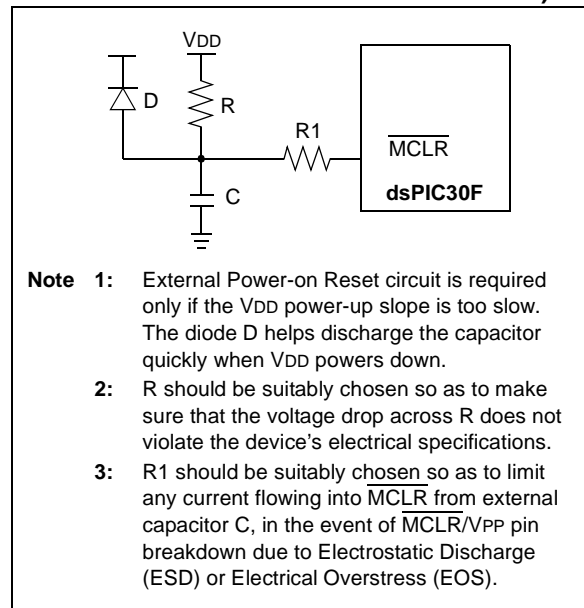 VDD
D
R
R1
MCLR
dsPIC30F
C
Note 1: External Power-on Reset circuit is required
only if the VDD power-up slope is too slow.
The diode D helps discharge the capacitor
quickly when VDD powers down.
2: R should be suitably chosen so as to make
sure that the voltage drop across R does not
violate the device's electrical specifications.
3: R1 should be suitably chosen so as to limit
any current flowing into MCLR from external
capacitor C, in the event of MCLR/VPP pin
breakdown due to Electrostatic Discharge
(ESD) or Electrical Overstress (EOS).